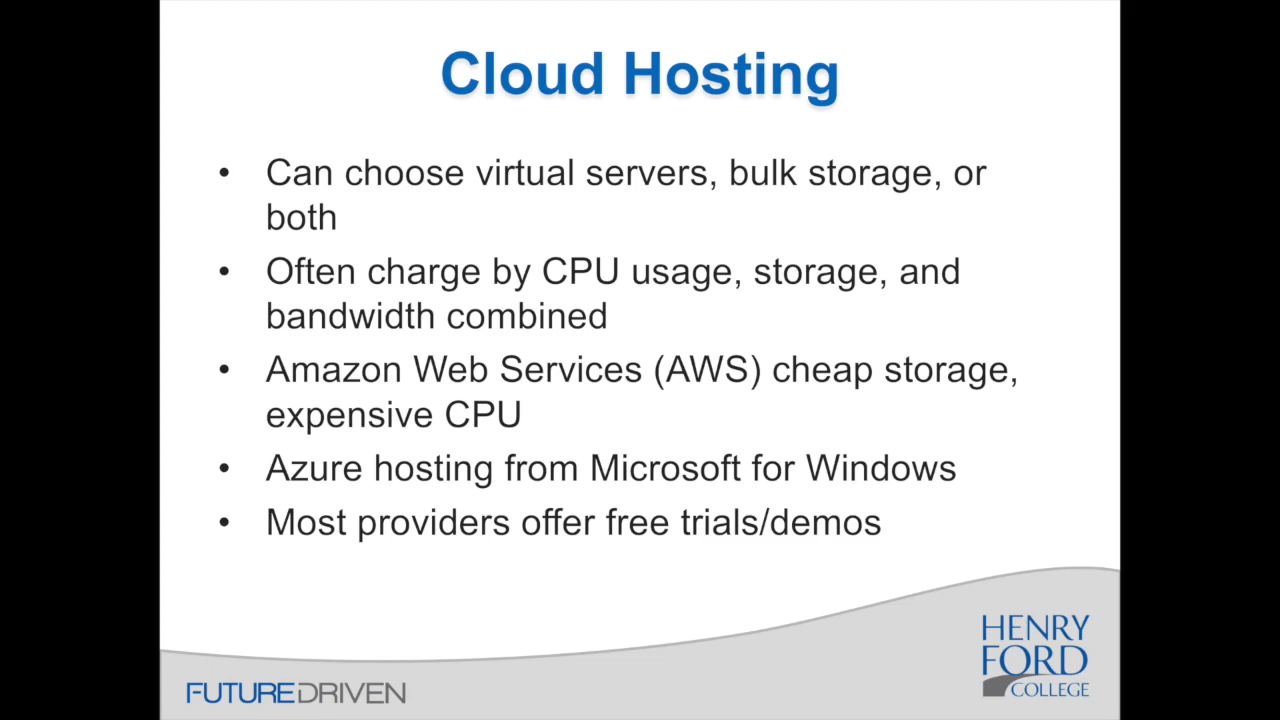 Cloud Hosting
• Can choose virtual servers, bulk storage, or
both
• Often charge by CPU usage, storage, and
bandwidth combined
• Amazon Web Services (AWS) cheap storage,
expensive CPU
• Azure hosting from Microsoft for Windows
• Most providers offer free trials/demos
HENRY
FORD
COLLEGE
FUTUREDRIVEN